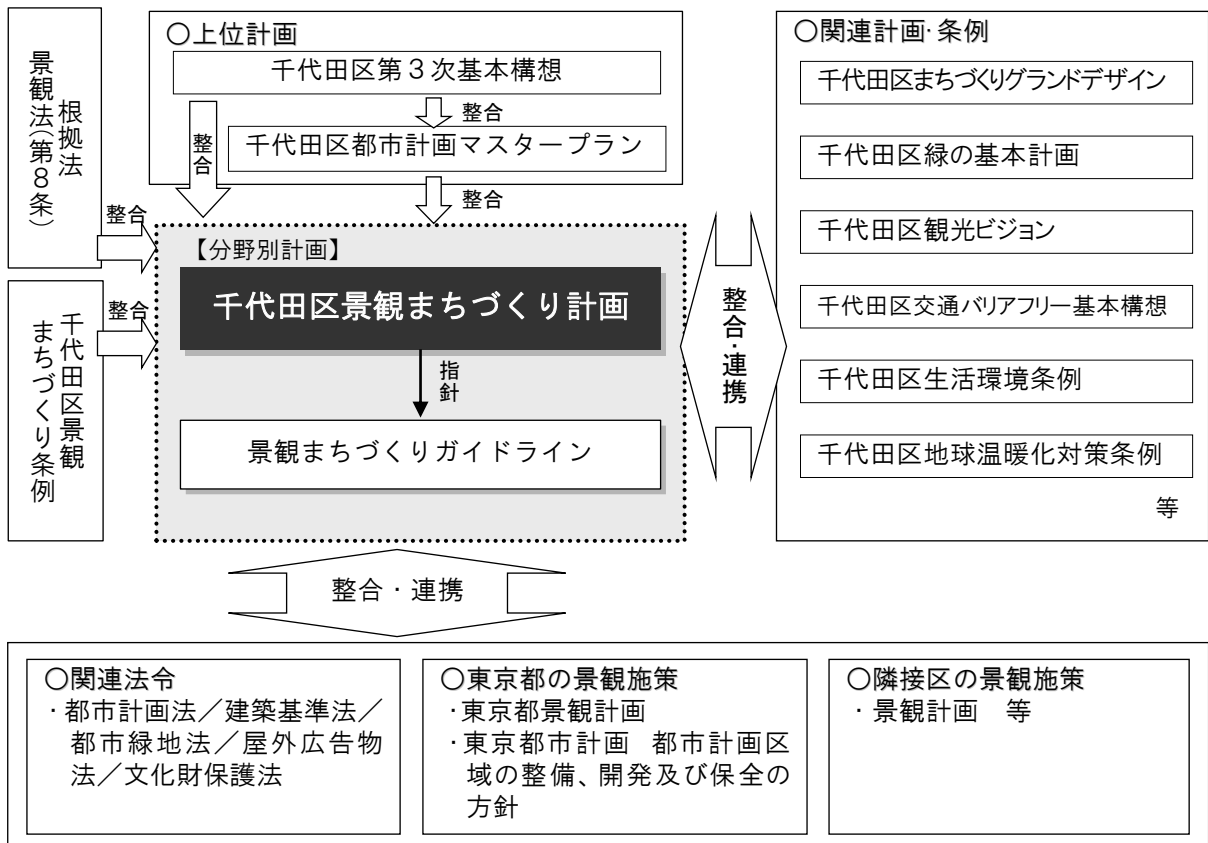 根拠法
景観法(第８条)
千代田区景観
まちづくり条例
整合
整合
〇上位計画
千代田区第３次基本構想
整合
整合
千代田区都市計画マスタープラン
整合
【分野別計画】
千代田区景観まちづくり計画
指針
景観まちづくりガイドライン
整合・連携
〇関連計画・条例
千代田区まちづくりグランドデザイン
千代田区緑の基本計画
千代田区観光ビジョン
千代田区交通バリアフリー基本構想
千代田区生活環境条例
千代田区地球温暖化対策条例
等
整合・連携
〇関連法令
・都市計画法／建築基準法／
都市緑地法／屋外広告物
法／文化財保護法
〇東京都の景観施策
・東京都景観計画
・東京都市計画　都市計画区
域の整備、開発及び保全の
方針
〇隣接区の景観施策
・景観計画　等